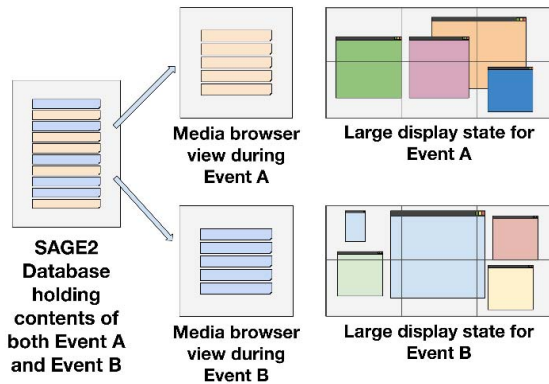 SAGE2
Database
holding
contents of
both Event A
and Event B
Media browser
view during
Event A
Large display state for
Event A
Media browser
view during
Event B
Large display state for
Event B